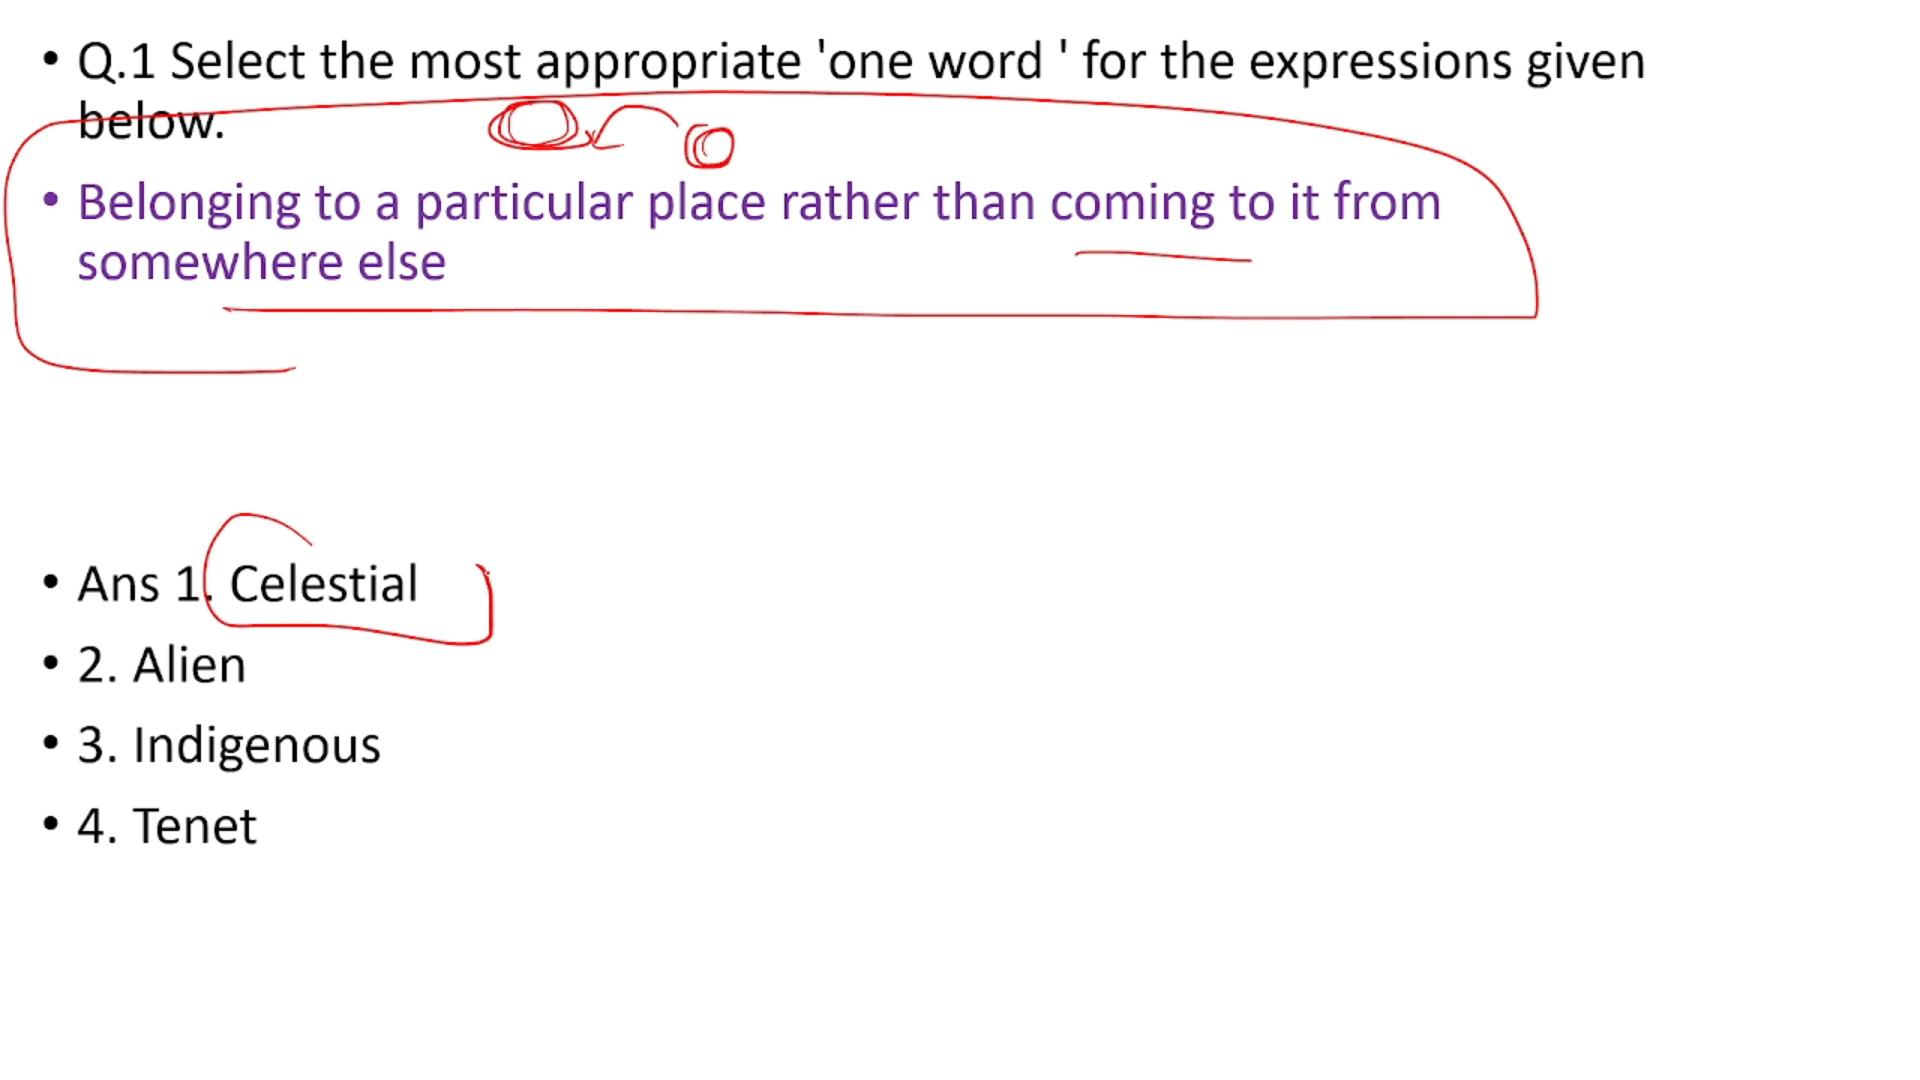 • Q.1 Select the most appropriate 'one word ' for the expressions given
below.
• Belonging to a particular place rather than coming to it from
somewhere else
• Ans 1. Celestial
• 2. Alien
• 3. Indigenous
• 4. Tenet